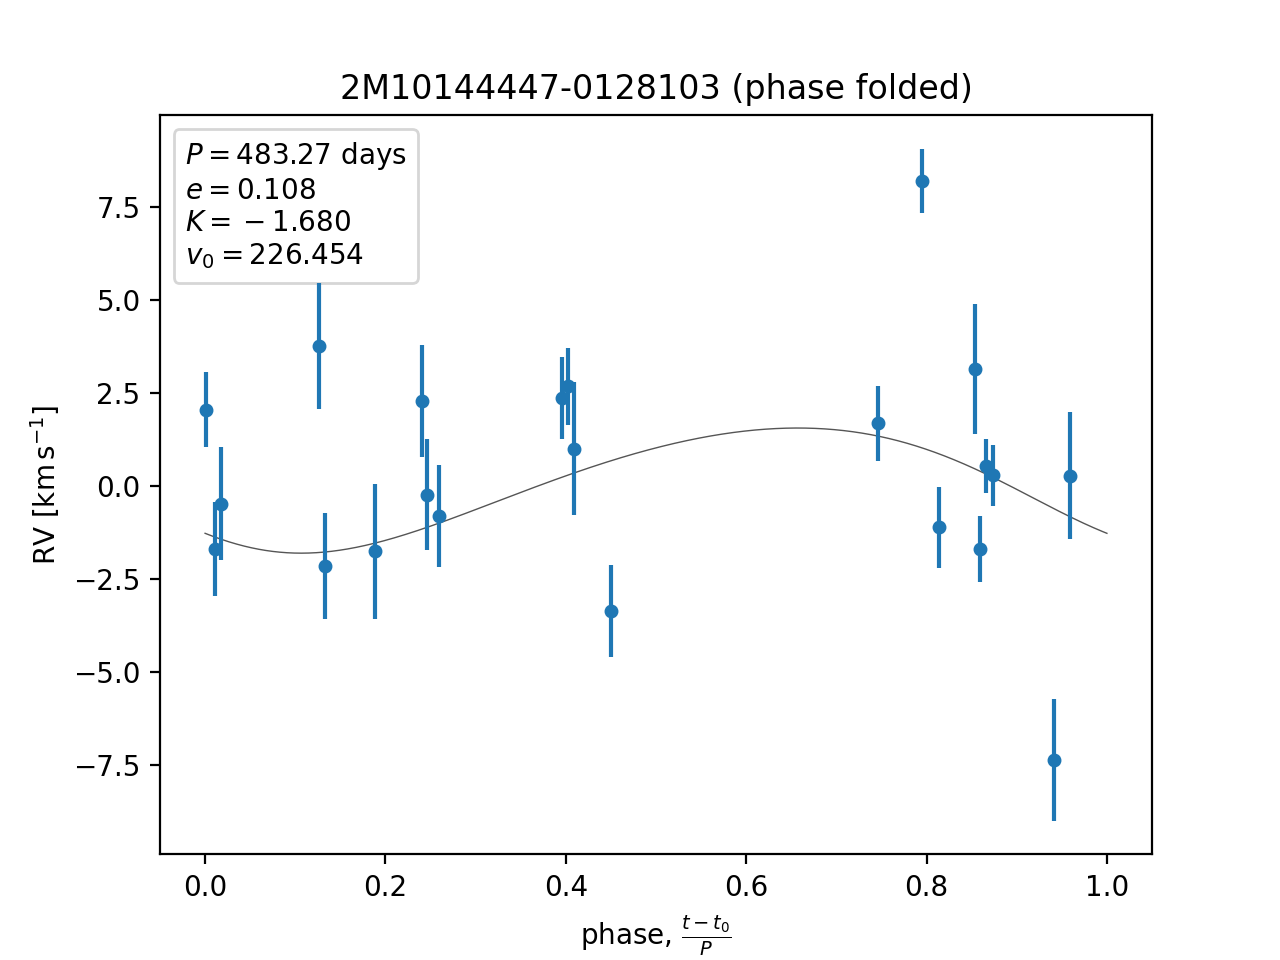 2M10144447-0128103 (phase folded)
P = 483.27 days
e = 0.108
K = −1.680
v₀ = 226.454
7.5
5.0
2.5
0.0
−2.5
−5.0
−7.5
RV [km s⁻¹]
0.0 0.2 0.4 0.6 0.8 1.0
phase, (t − t₀)/P